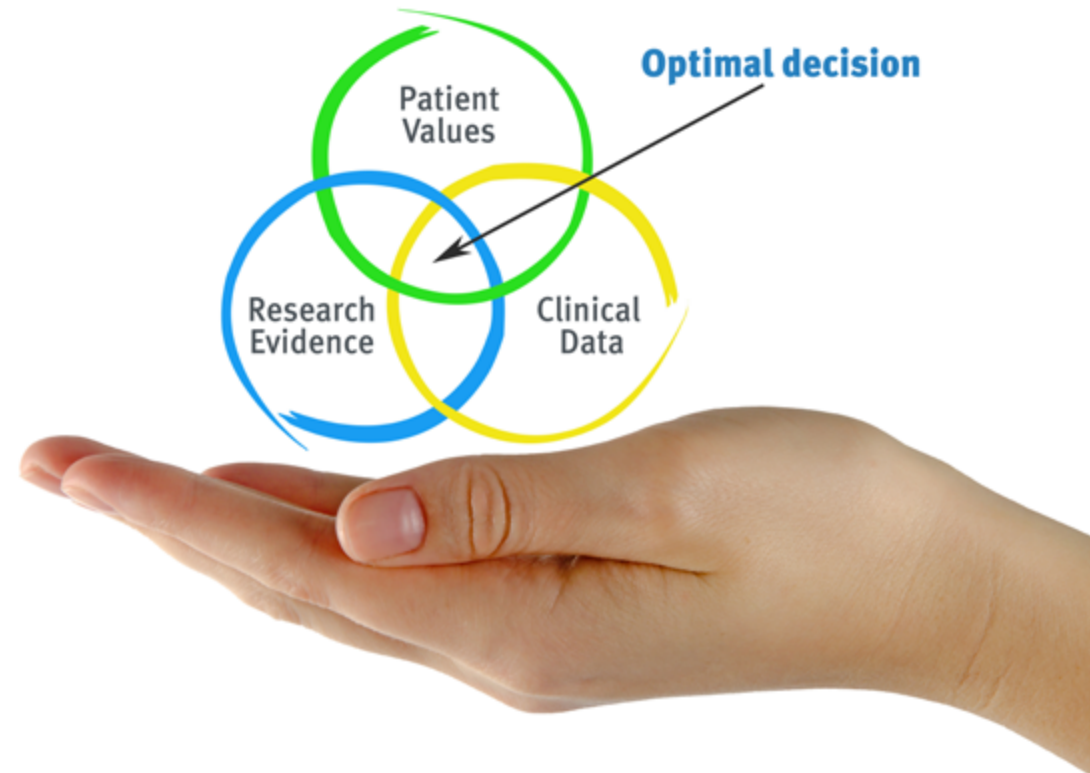 Optimal decision
Patient
Values
Research
Evidence
Clinical
Data